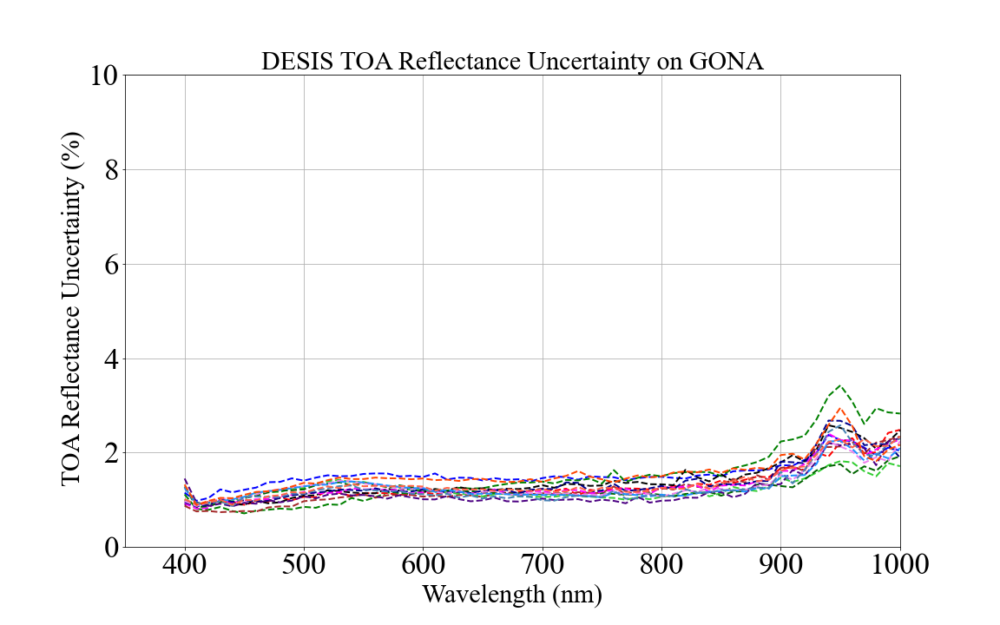 DESIS TOA Reflectance Uncertainty on GONA
TOA Reflectance Uncertainty (%)
10
8
6
4
2
0
400 500 600 700 800 900 1000
Wavelength (nm)